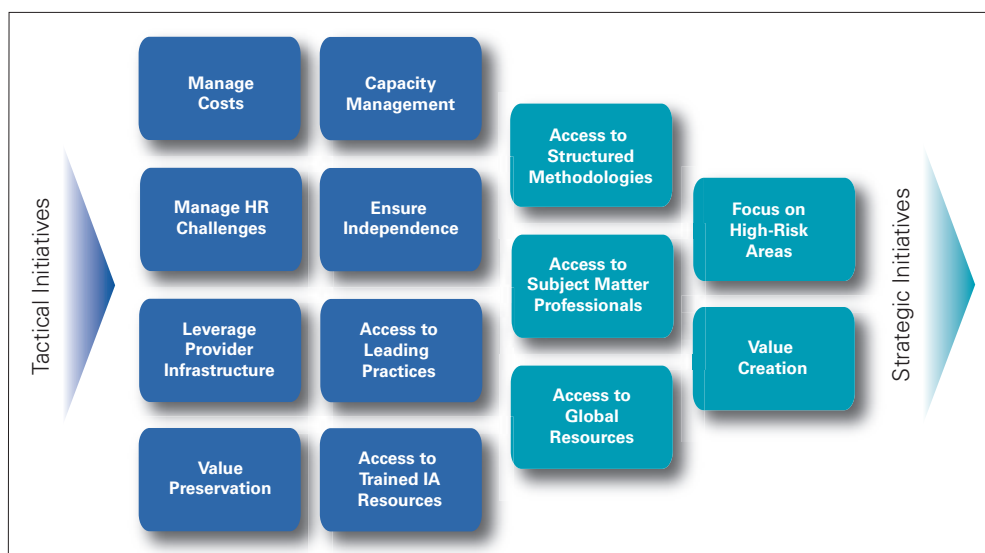 Tactical Initiatives
Manage
Costs
Capacity
Management
Manage HR
Challenges
Ensure
Independence
Leverage
Provider
Infrastructure
Access to
Leading
Practices
Value
Preservation
Access to
Trained IA
Resources
Access to
Structured
Methodologies
Access to
Subject Matter
Professionals
Access to
Global
Resources
Focus on
High-Risk
Areas
Value
Creation
Strategic Initiatives